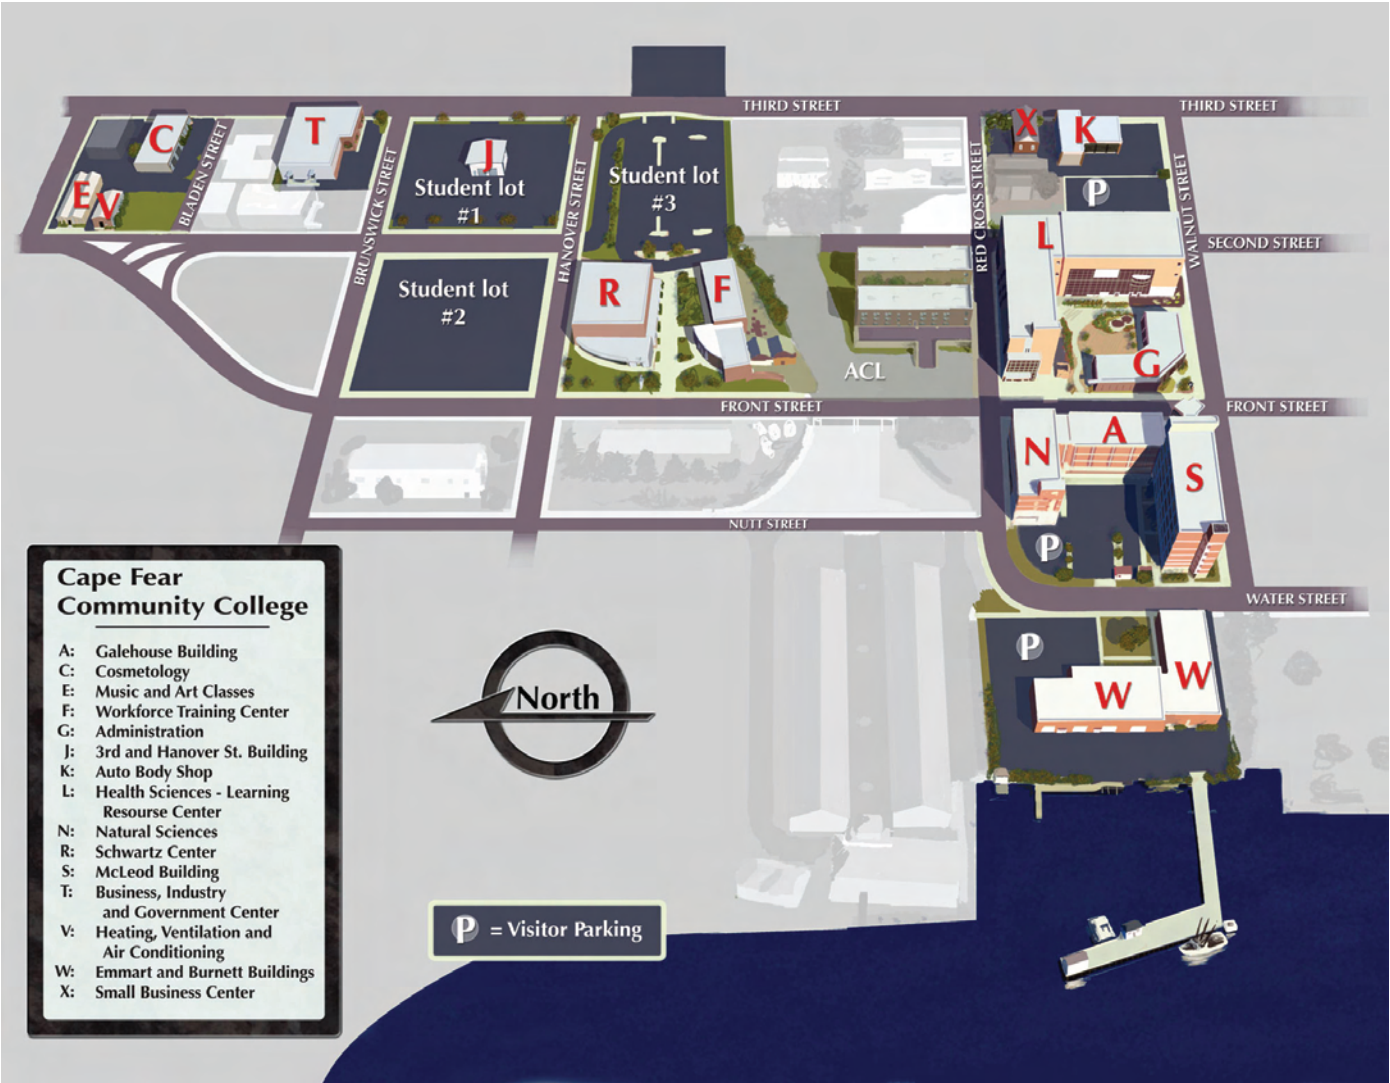 THIRD STREET
THIRD STREET
C
T
X
K
J
E
V
BLADEN STREET
BRUNSWICK STREET
HANOVER STREET
RED CROSS STREET
WALNUT STREET
Student lot
#1
Student lot
#3
P
L
SECOND STREET
Student lot
#2
R
F
G
ACL
FRONT STREET
FRONT STREET
N
A
S
NUTT STREET
P
WATER STREET
P
W
W
North
Cape Fear
Community College
A: Galehouse Building
C: Cosmetology
E: Music and Art Classes
F: Workforce Training Center
G: Administration
J: 3rd and Hanover St. Building
K: Auto Body Shop
L: Health Sciences - Learning
Resourse Center
N: Natural Sciences
R: Schwartz Center
S: McLeod Building
T: Business, Industry
and Government Center
V: Heating, Ventilation and
Air Conditioning
W: Emmart and Burnett Buildings
X: Small Business Center
P = Visitor Parking